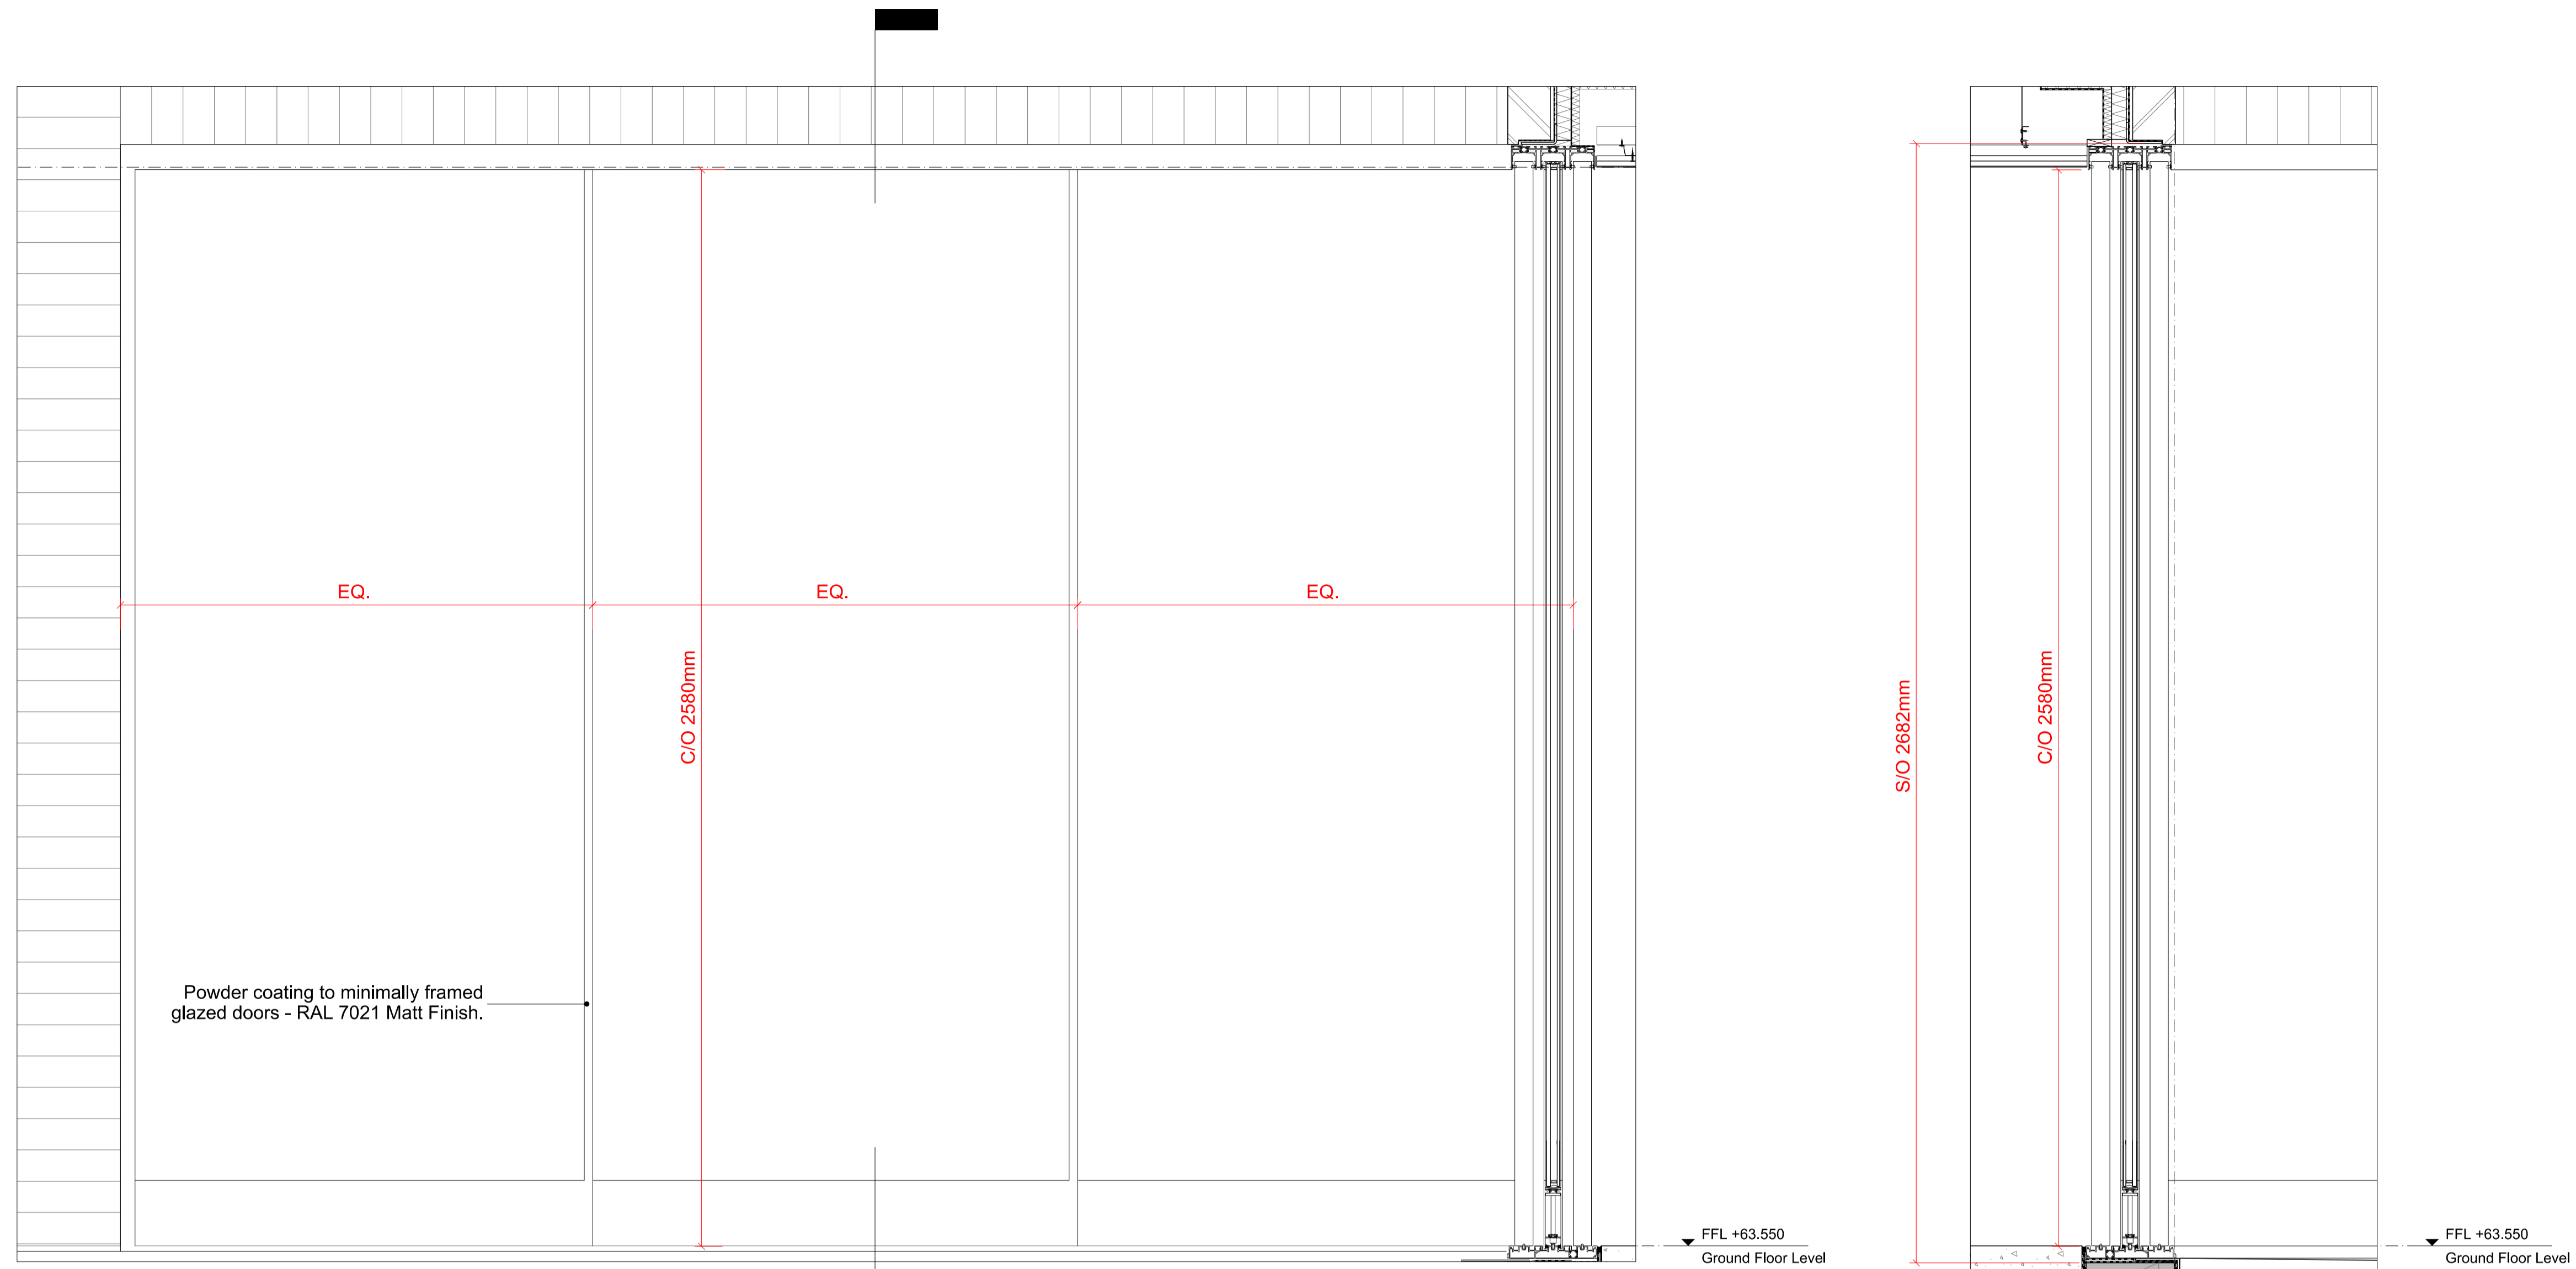 EQ.
EQ.
EQ.
C/O 2580mm
Powder coating to minimally framed
glazed doors - RAL 7021 Matt Finish.
FFL +63.550
Ground Floor Level
S/O 2682mm
C/O 2580mm
FFL +63.550
Ground Floor Level